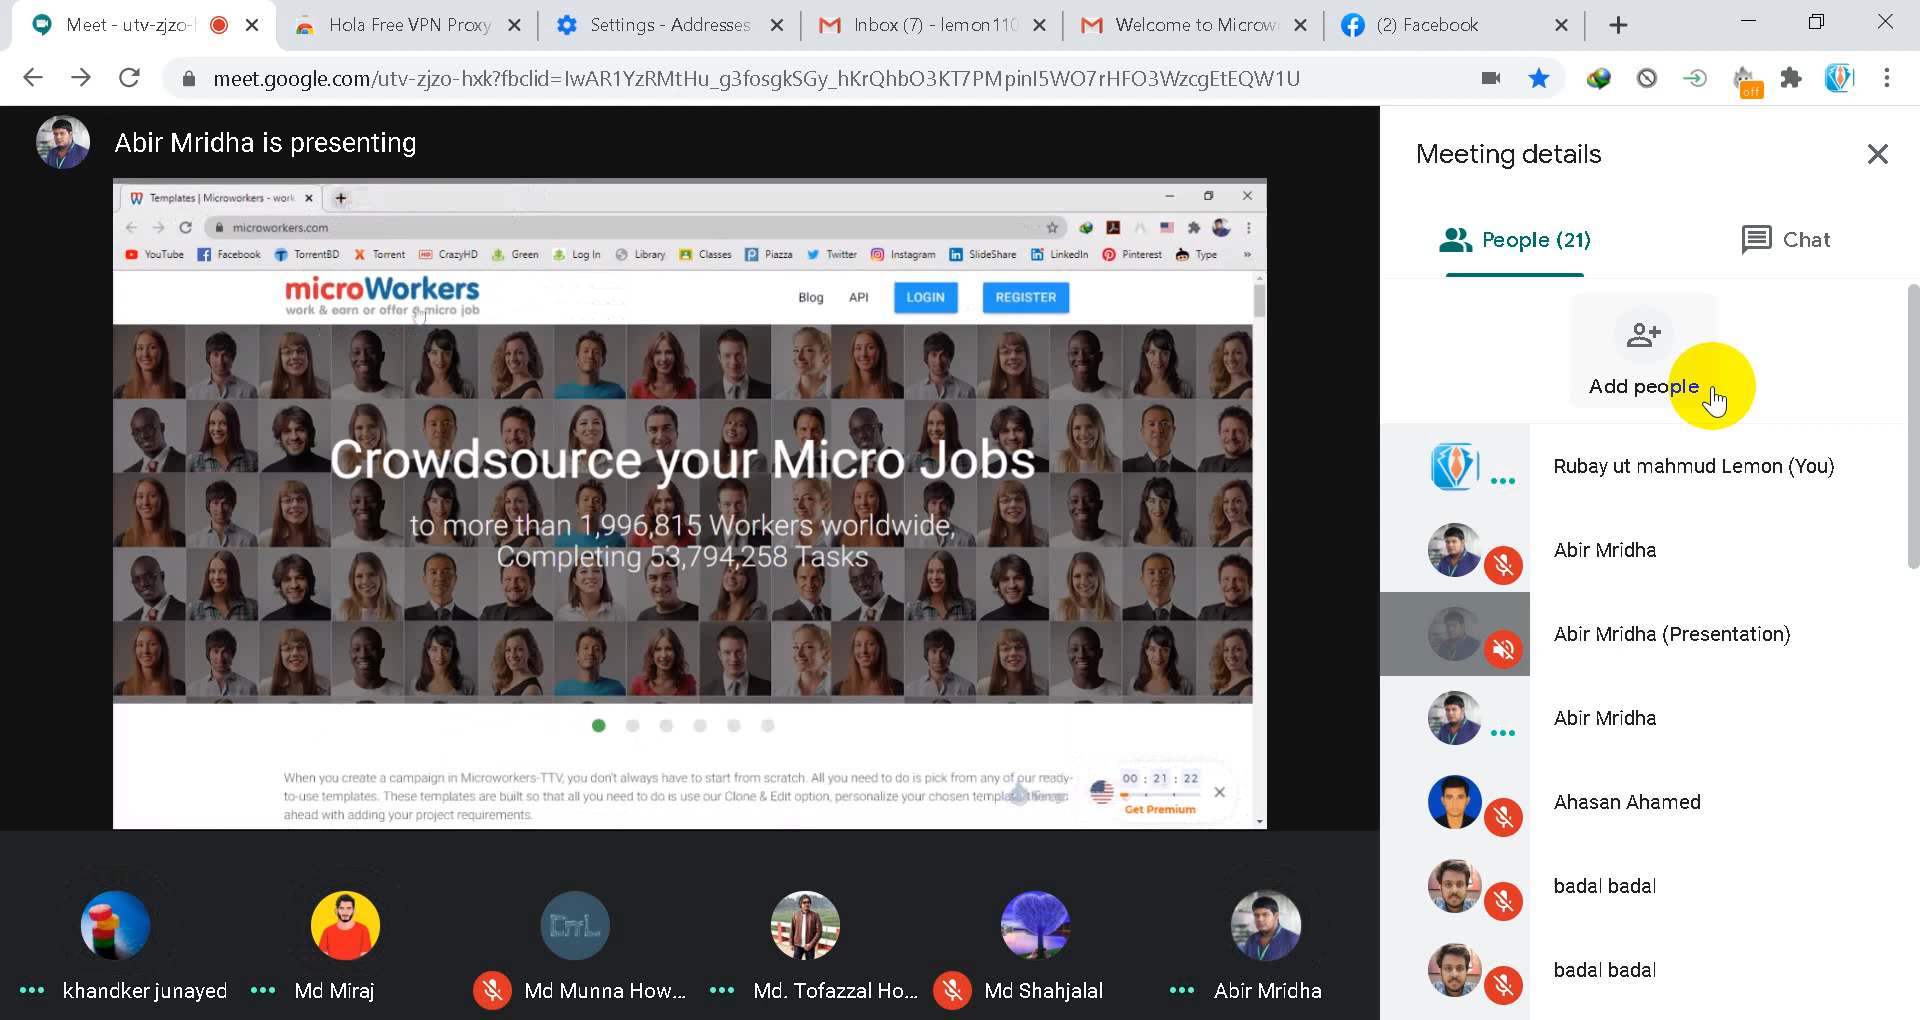 Meet - utv-zjzo-
Hola Free VPN Proxy
Settings - Addresses
Inbox (7) - lemon110
Welcome to Microw
(2) Facebook
meet.google.com/utv-zjzo-hxk?fbclid=IwAR1YzRMtHu_g3fosgkSGy_hKrQhbO3KT7PMpinI5WO7rHFO3WzcgEtEQW1U
off
Abir Mridha is presenting
Templates | Microworkers - work
microworkers.com
YouTube Facebook TorrentBD Torrent CrazyHD Green Log In Library Classes Piazza Twitter Instagram SlideShare LinkedIn Pinterest Type »
microWorkers
work & earn or offer a micro job
Blog API LOGIN REGISTER
Crowdsource your Micro Jobs
to more than 1,996,815 Workers worldwide,
Completing 53,794,258 Tasks
When you create a campaign in Microworkers-TTV, you don't always have to start from scratch. All you need to do is pick from any of our ready-
to-use templates. These templates are built so that all you need to do is use our Clone & Edit option, personalize your chosen template
ahead with adding your project requirements.
00 : 21 : 22
Get Premium
khandker junayed
Md Miraj
Md Munna How...
Md. Tofazzal Ho...
Md Shahjalal
Abir Mridha
Meeting details
People (21)
Chat
Add people
Rubay ut mahmud Lemon (You)
Abir Mridha
Abir Mridha (Presentation)
Abir Mridha
Ahasan Ahamed
badal badal
badal badal